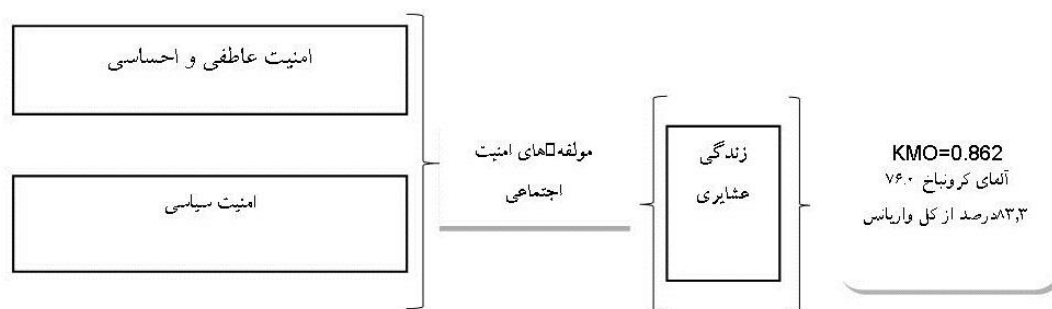 امنیت عاطفی و احساسی
امنیت سیاسی
مولفه□های امنیت
اجتماعی
زندگی
عشایری
KMO=0.862
آلفای کرونباخ ۷۶.۰
۸۳,۳درصد از کل واریانس